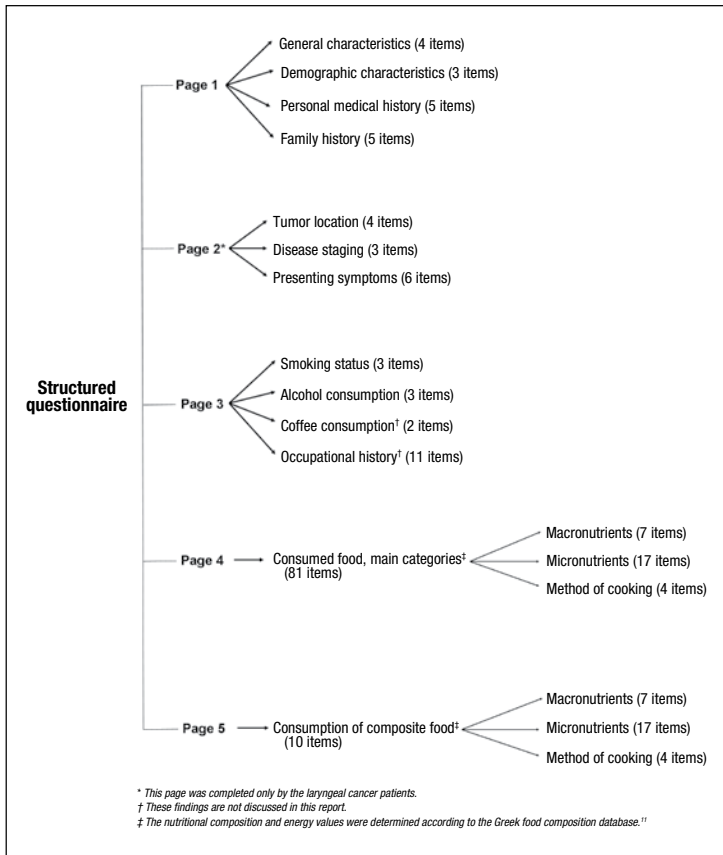 General characteristics (4 items)
Demographic characteristics (3 items)
Page 1
Personal medical history (5 items)
Family history (5 items)
Tumor location (4 items)
Page 2*
Disease staging (3 items)
Presenting symptoms (6 items)
Structured
questionnaire
Smoking status (3 items)
Alcohol consumption (3 items)
Page 3
Coffee consumption† (2 items)
Occupational history† (11 items)
Page 4
Consumed food, main categories‡
(81 items)
Macronutrients (7 items)
Micronutrients (17 items)
Method of cooking (4 items)
Page 5
Consumption of composite food‡
(10 items)
Macronutrients (7 items)
Micronutrients (17 items)
Method of cooking (4 items)
* This page was completed only by the laryngeal cancer patients.
† These findings are not discussed in this report.
‡ The nutritional composition and energy values were determined according to the Greek food composition database.¹¹